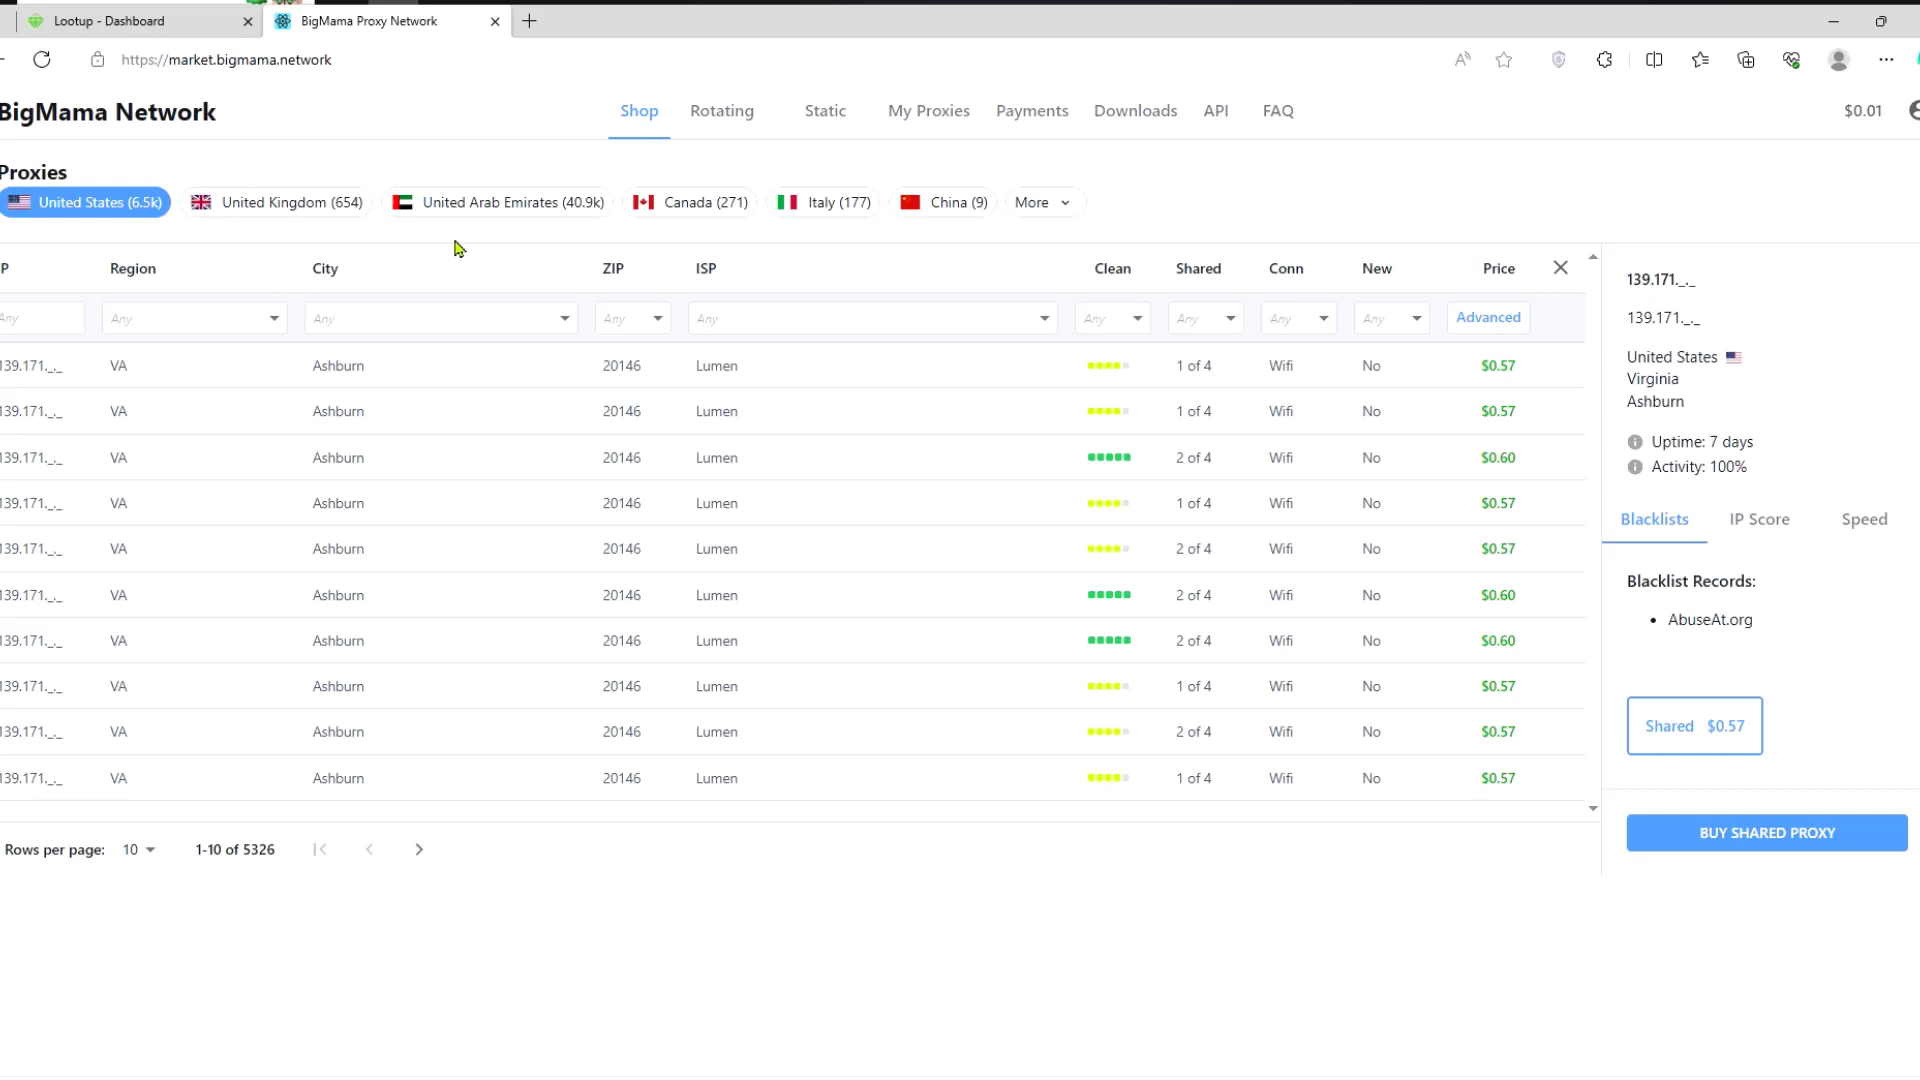 Lootup - Dashboard
BigMama Proxy Network
https://market.bigmama.network
BigMama Network
Shop
Rotating
Static
My Proxies
Payments
Downloads
API
FAQ
$0.01
Proxies
United States (6.5k)
United Kingdom (654)
United Arab Emirates (40.9k)
Canada (271)
Italy (177)
China (9)
More
P Region City ZIP ISP Clean Shared Conn New Price
Any Any Any Any Any Any Any Any Any Advanced
139.171._._ VA Ashburn 20146 Lumen 1 of 4 Wifi No $0.57
139.171._._ VA Ashburn 20146 Lumen 1 of 4 Wifi No $0.57
139.171._._ VA Ashburn 20146 Lumen 2 of 4 Wifi No $0.60
139.171._._ VA Ashburn 20146 Lumen 1 of 4 Wifi No $0.57
139.171._._ VA Ashburn 20146 Lumen 2 of 4 Wifi No $0.57
139.171._._ VA Ashburn 20146 Lumen 2 of 4 Wifi No $0.60
139.171._._ VA Ashburn 20146 Lumen 2 of 4 Wifi No $0.60
139.171._._ VA Ashburn 20146 Lumen 1 of 4 Wifi No $0.57
139.171._._ VA Ashburn 20146 Lumen 2 of 4 Wifi No $0.57
139.171._._ VA Ashburn 20146 Lumen 1 of 4 Wifi No $0.57
Rows per page: 10 1-10 of 5326
139.171._._
139.171._._
United States
Virginia
Ashburn
Uptime: 7 days
Activity: 100%
Blacklists
IP Score
Speed
Blacklist Records:
• AbuseAt.org
Shared $0.57
BUY SHARED PROXY